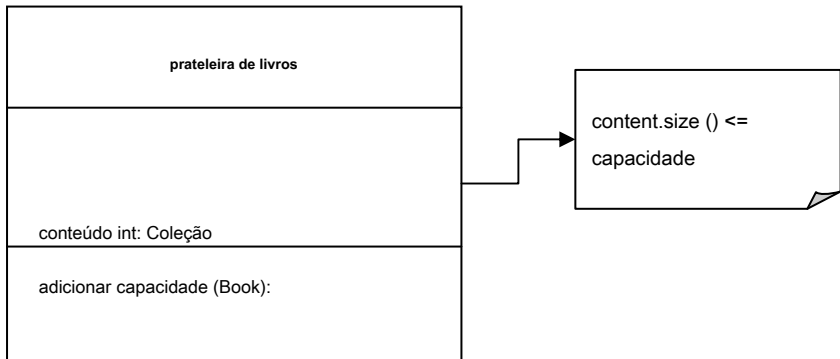 prateleira de livros
content.size () <=
capacidade
conteúdo int: Coleção
adicionar capacidade (Book):